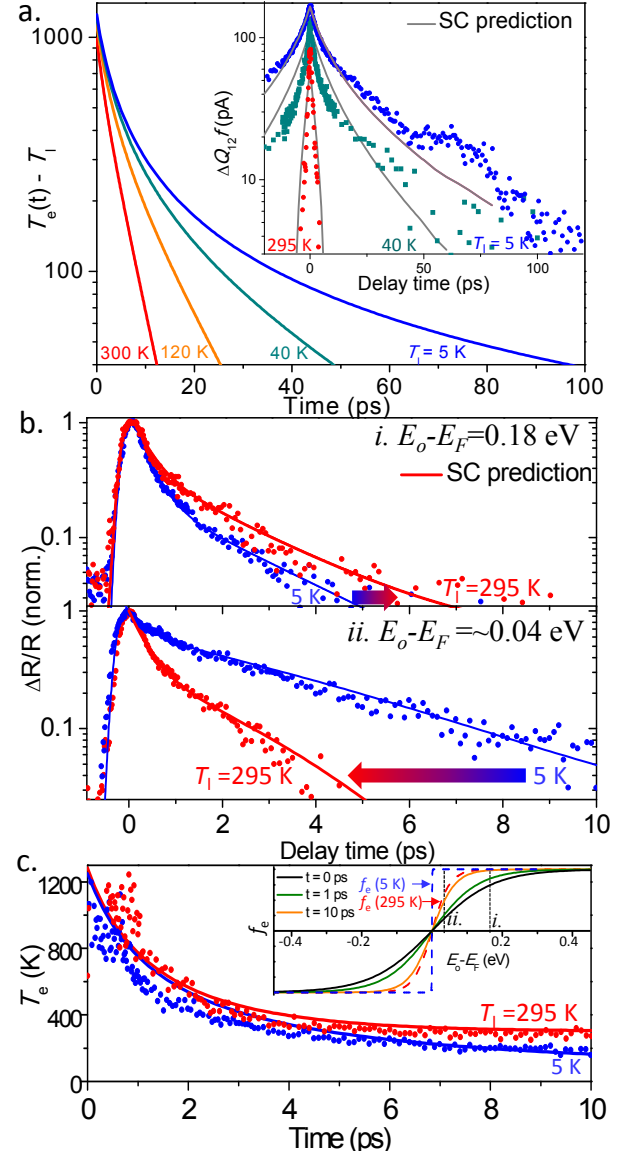 a.
1000
100
T_e(t) - T_l
300 K
120 K
40 K
T_l = 5 K
0
20
40
60
80
100
Time (ps)
SC prediction
100
10
ΔQ_12 f (pA)
295 K
40 K
T_l = 5 K
0
50
100
Delay time (ps)
b.
1
0.1
i. E_o-E_F=0.18 eV
SC prediction
5 K
T_l=295 K
ΔR/R (norm.)
1
0.1
ii. E_o-E_F =~0.04 eV
T_l=295 K
5 K
0
2
4
6
8
10
Delay time (ps)
c.
1200
800
400
0
T_e (K)
t = 0 ps
t = 1 ps
t = 10 ps
f_e (5 K)
f_e (295 K)
ii.
i.
f_e
-0.4
-0.2
0.2
0.4
E_o-E_F (eV)
T_l=295 K
5 K
0
2
4
6
8
10
Time (ps)